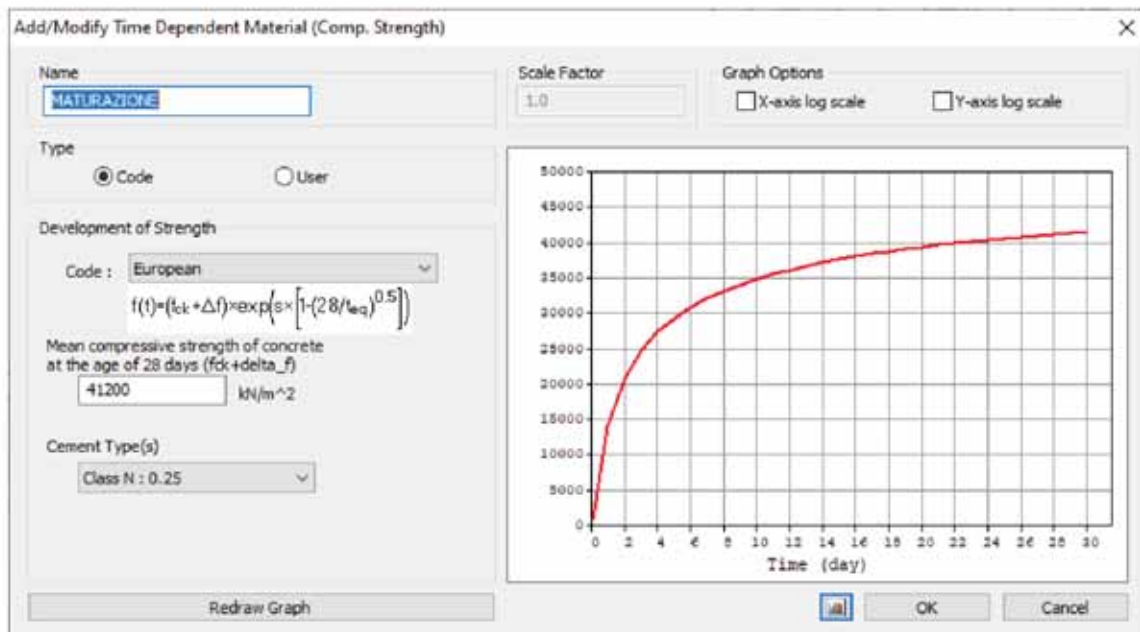 Add/Modify Time Dependent Material (Comp. Strength)
Name
MATURAZIONE
Scale Factor
1.0
Graph Options
X-axis log scale
Y-axis log scale
Type
Code
User
Development of Strength
Code : European
f(t)=(fck+Δf)×exp(s×[1-(28/teq)^0.5])
Mean compressive strength of concrete
at the age of 28 days (fck+delta_f)
41200 kN/m^2
Cement Type(s)
Class N : 0.25
50000
45000
40000
35000
30000
25000
20000
15000
10000
5000
0
0 2 4 6 8 10 12 14 16 18 20 22 24 26 28 30
Time (day)
Redraw Graph
OK
Cancel